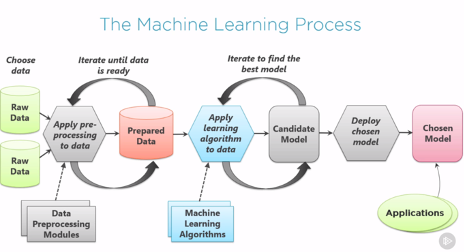 The Machine Learning Process
Choose
data
Iterate until data
is ready
Iterate to find the
best model
Raw
Data
Raw
Data
Apply pre-
processing to data
Prepared
Data
Apply learning
algorithm to data
Candidate
Model
Deploy
chosen
model
Chosen
Model
Data
Preprocessing
Modules
Machine
Learning
Algorithms
Applications